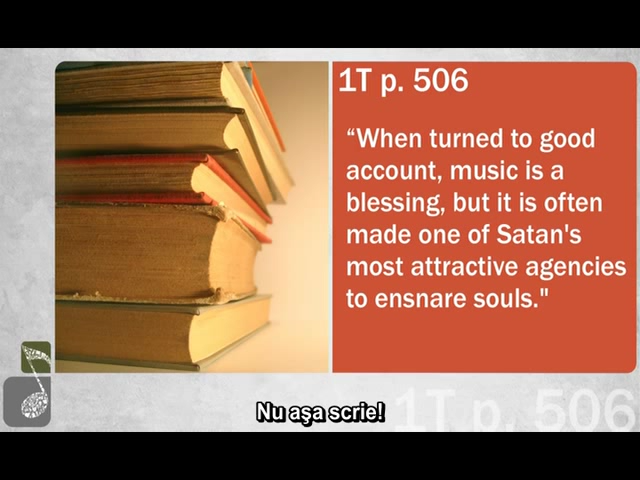 1T p. 506
“When turned to good
account, music is a
blessing, but it is often
made one of Satan's
most attractive agencies
to ensnare souls."
1T p. 506
Nu aşa scrie!